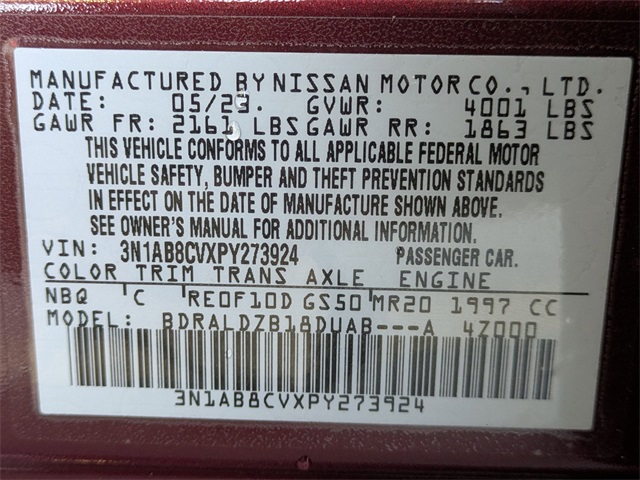 MANUFACTURED BY NISSAN MOTOR CO., LTD.
DATE: 05/23. GVWR: 4001 LBS
GAWR FR: 2161 LBS GAWR RR: 1863 LBS
THIS VEHICLE CONFORMS TO ALL APPLICABLE FEDERAL MOTOR
VEHICLE SAFETY, BUMPER AND THEFT PREVENTION STANDARDS
IN EFFECT ON THE DATE OF MANUFACTURE SHOWN ABOVE.
SEE OWNER'S MANUAL FOR ADDITIONAL INFORMATION.
VIN: 3N1AB8CVXPY273924 PASSENGER CAR.
COLOR TRIM TRANS AXLE ENGINE
NBQ C RE0F10D GS50 MR20 1997 CC
MODEL: BDRALDZB18DUAB---A 4Z000
3N1AB8CVXPY273924